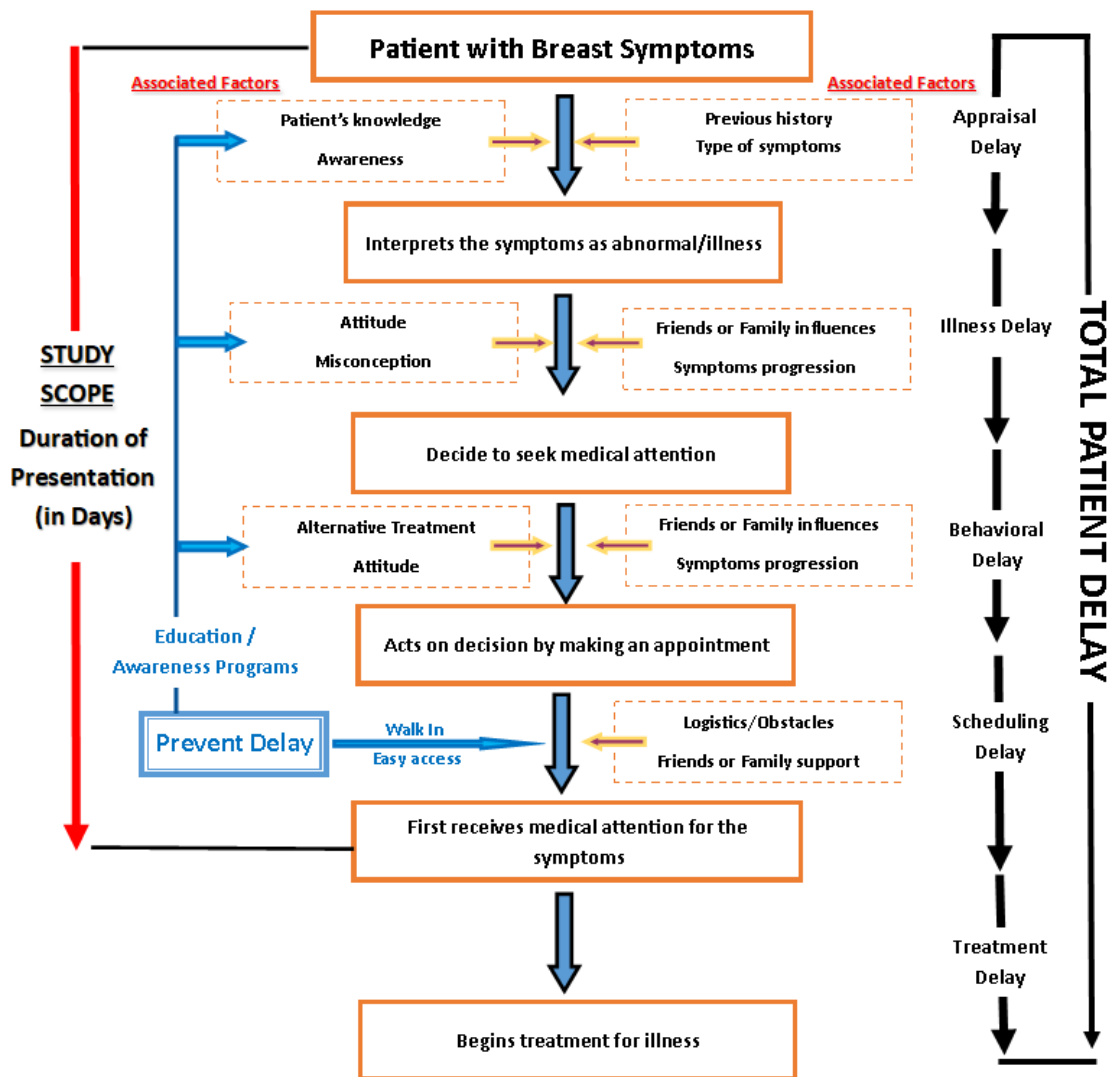 Patient with Breast Symptoms
Associated Factors
Associated Factors
Patient's knowledge
Awareness
Previous history
Type of symptoms
Appraisal
Delay
Interprets the symptoms as abnormal/illness
Attitude
Misconception
Friends or Family influences
Symptoms progression
Illness Delay
STUDY
SCOPE
Duration of
Presentation
(in Days)
Decide to seek medical attention
Alternative Treatment
Attitude
Friends or Family influences
Symptoms progression
Behavioral
Delay
TOTAL PATIENT DELAY
Education /
Awareness Programs
Acts on decision by making an appointment
Prevent Delay
Walk In
Easy access
Logistics/Obstacles
Friends or Family support
Scheduling
Delay
First receives medical attention for the
symptoms
Treatment
Delay
Begins treatment for illness